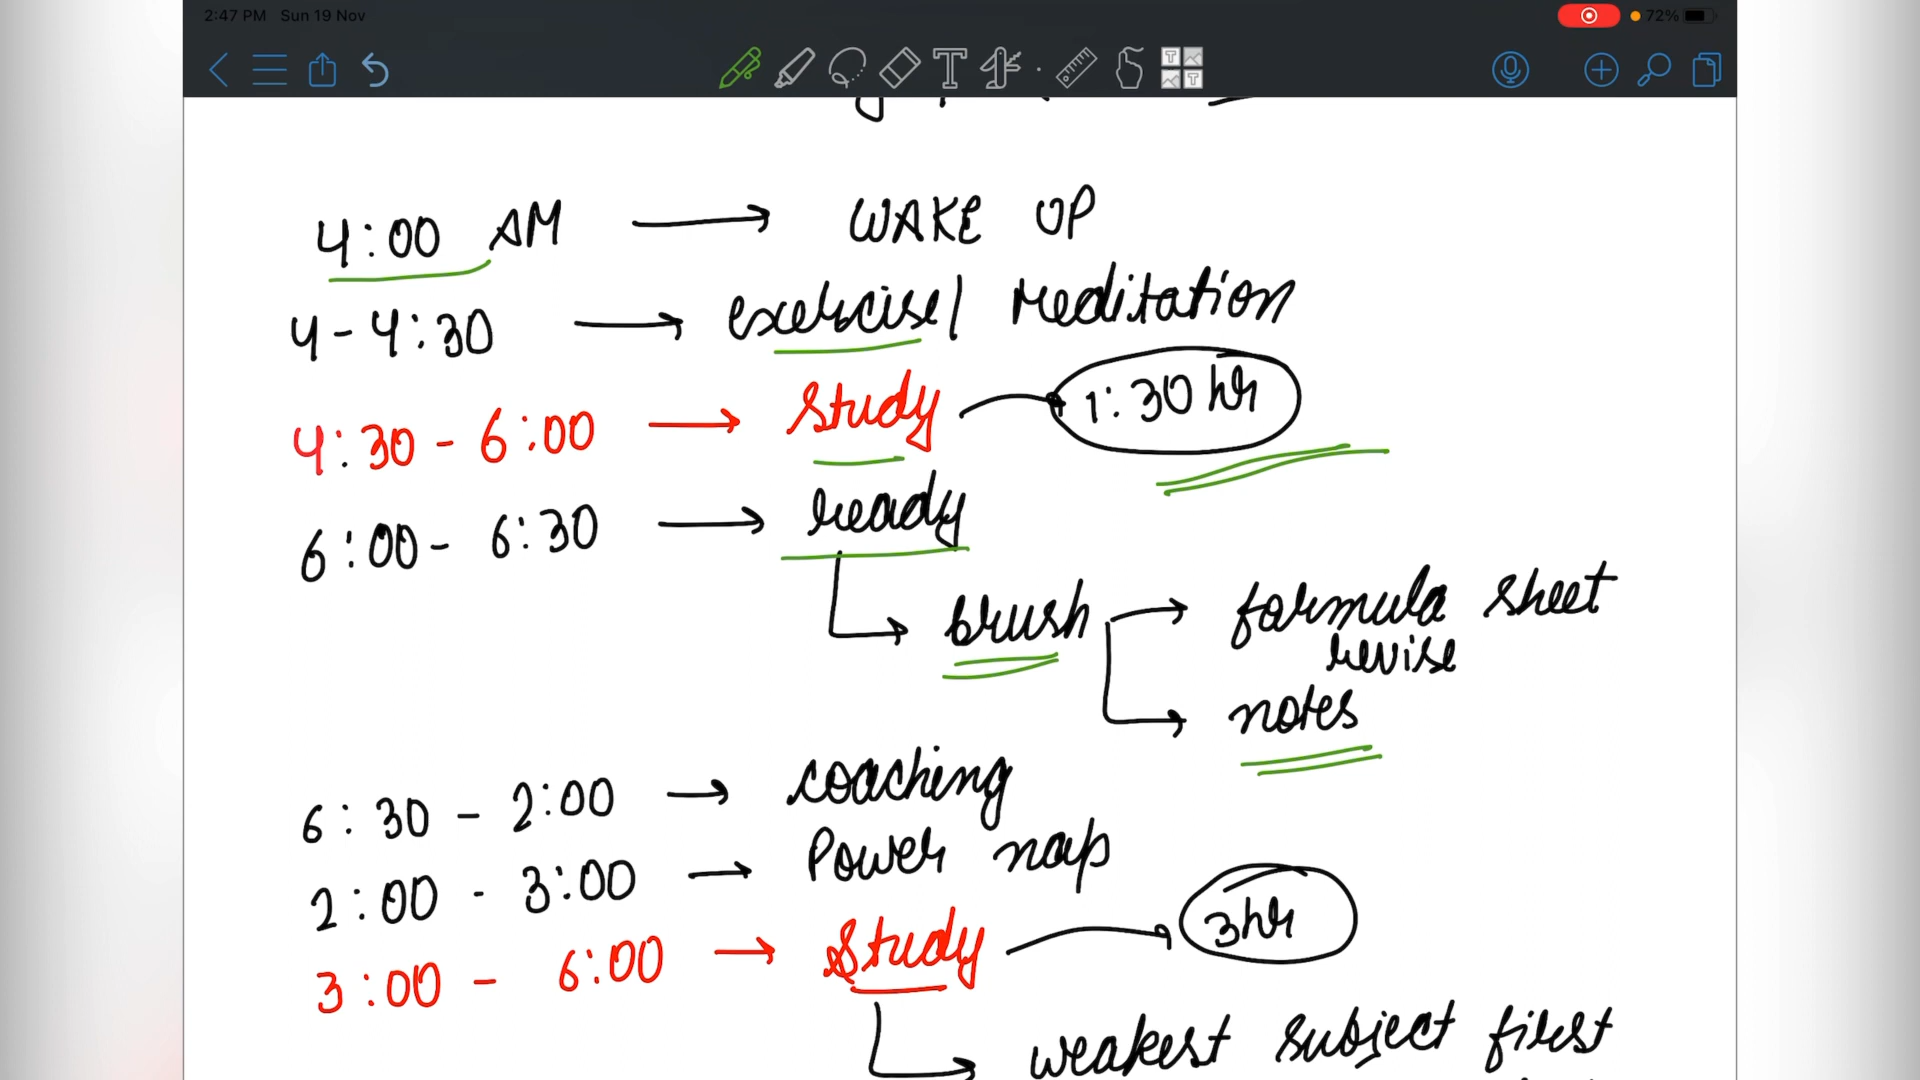 2:47 PM Sun 19 Nov
72%
4:00 AM → WAKE UP
4-4:30 → exercise/ Meditation
4:30 - 6:00 → Study → 1:30 hr
6:00 - 6:30 → ready
brush → formula sheet
revise
→ notes
6:30 - 2:00 → coaching
2:00 - 3:00 → Power nap
3:00 - 6:00 → Study → 3hr
→ weakest subject first